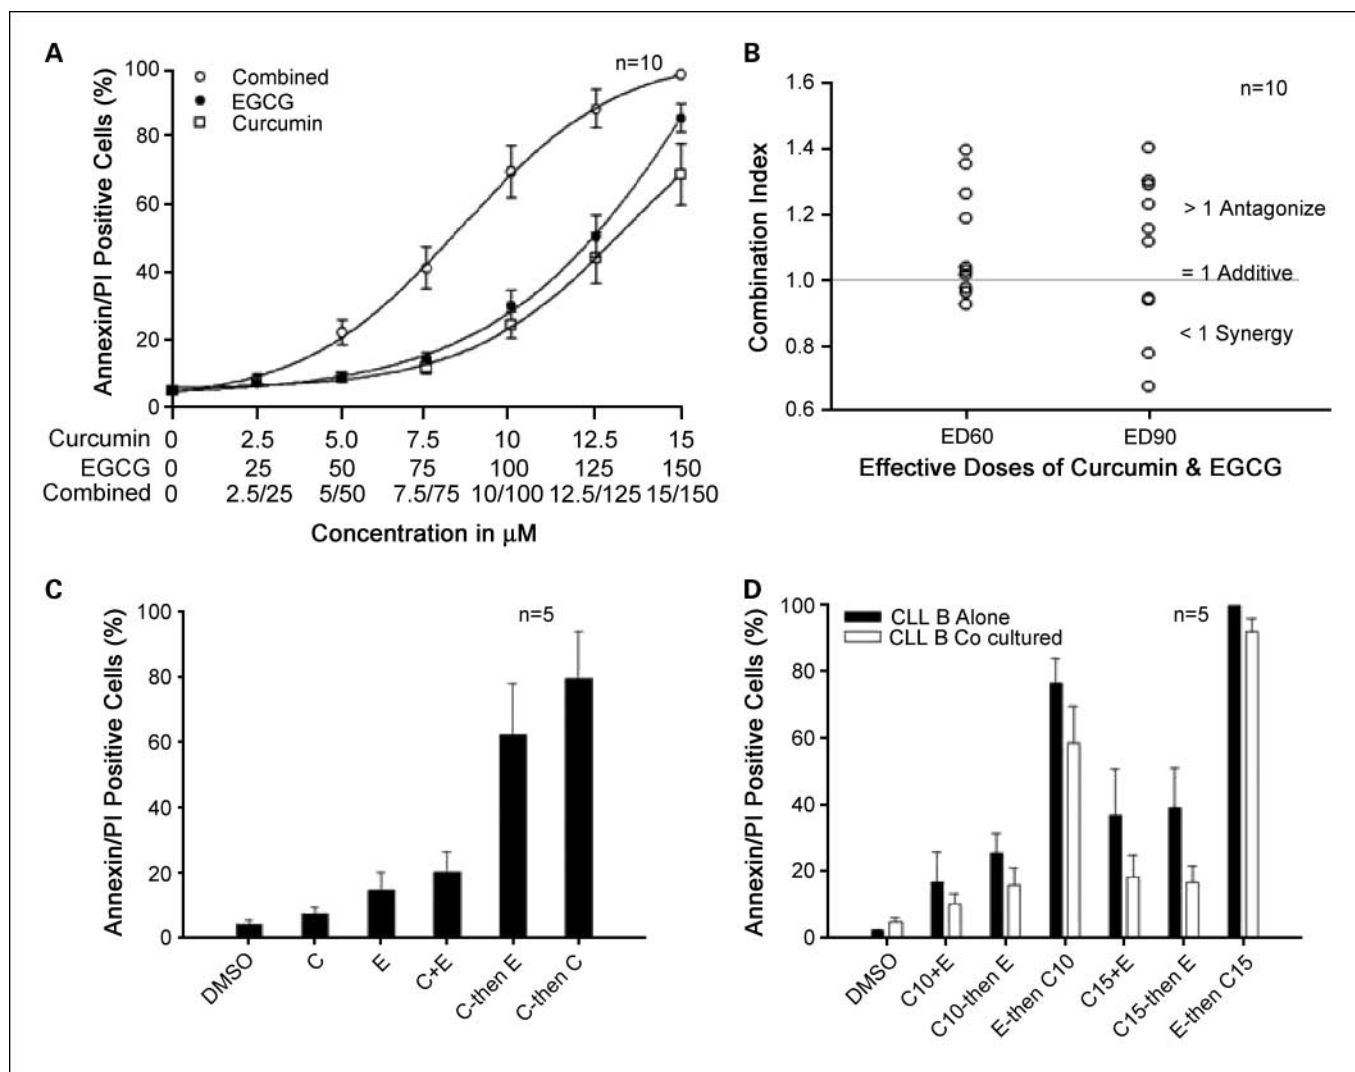 A
n=10
Combined
EGCG
Curcumin
Annexin/PI Positive Cells (%)
100
80
60
40
20
0
Curcumin 0 2.5 5.0 7.5 10 12.5 15
EGCG 0 25 50 75 100 125 150
Combined 0 2.5/25 5/50 7.5/75 10/100 12.5/125 15/150
Concentration in μM
B
n=10
Combination Index
1.6
1.4
1.2
1.0
0.8
0.6
> 1 Antagonize
= 1 Additive
< 1 Synergy
ED60 ED90
Effective Doses of Curcumin & EGCG
C
n=5
Annexin/PI Positive Cells (%)
100
80
60
40
20
0
DMSO C E C+E C-then E C-then C
D
CLL B Alone
CLL B Co cultured
n=5
Annexin/PI Positive Cells (%)
100
80
60
40
20
0
DMSO C10+E C10-then E E-then C10 C15+E C15-then E E-then C15